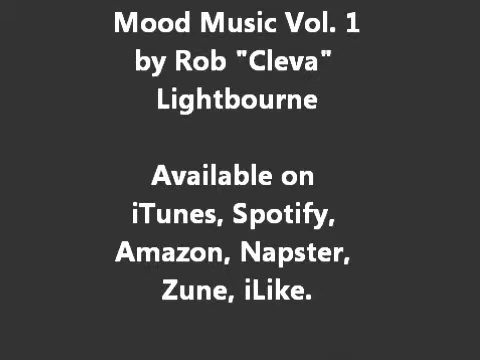 Mood Music Vol. 1
by Rob "Cleva"
Lightbourne
Available on
iTunes, Spotify,
Amazon, Napster,
Zune, iLike.